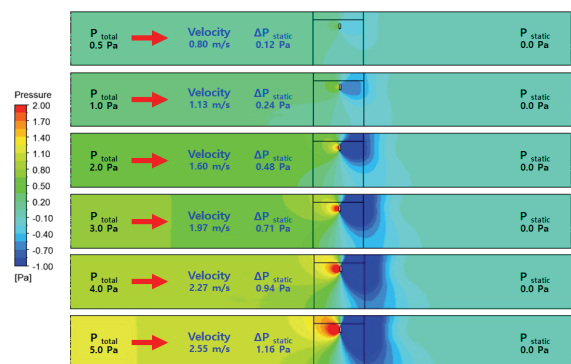 P total Velocity ΔP static P static
0.5 Pa 0.80 m/s 0.12 Pa 0.0 Pa
P total Velocity ΔP static P static
1.0 Pa 1.13 m/s 0.24 Pa 0.0 Pa
P total Velocity ΔP static P static
2.0 Pa 1.60 m/s 0.48 Pa 0.0 Pa
P total Velocity ΔP static P static
3.0 Pa 1.97 m/s 0.71 Pa 0.0 Pa
P total Velocity ΔP static P static
4.0 Pa 2.27 m/s 0.94 Pa 0.0 Pa
P total Velocity ΔP static P static
5.0 Pa 2.55 m/s 1.16 Pa 0.0 Pa
Pressure
2.00
1.70
1.40
1.10
0.80
0.50
0.20
-0.10
-0.40
-0.70
-1.00
[Pa]